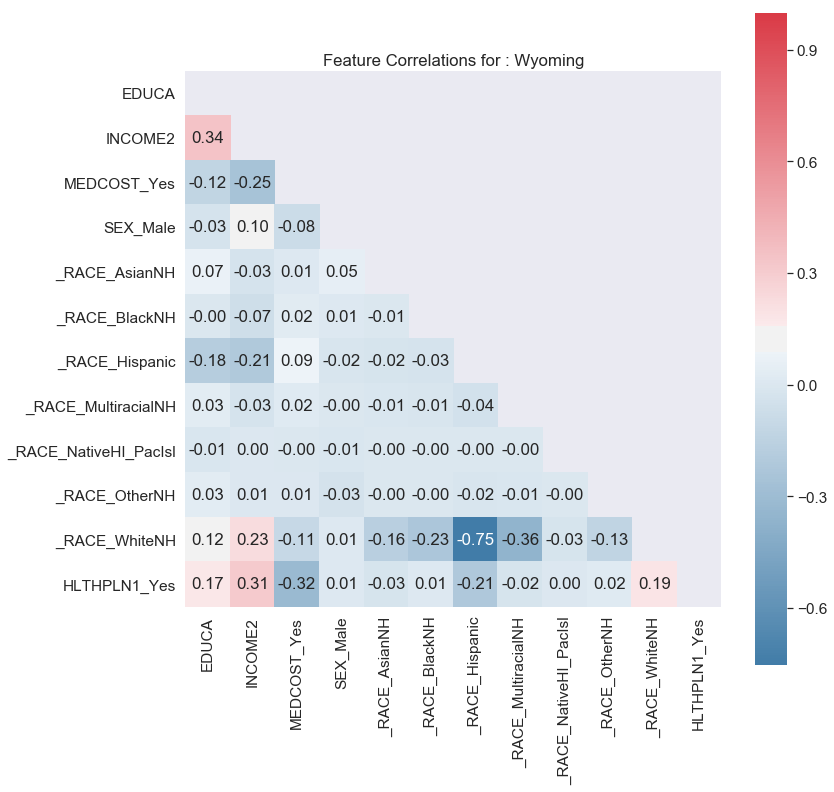 Feature Correlations for : Wyoming
EDUCA
INCOME2 0.34
MEDCOST_Yes -0.12 -0.25
SEX_Male -0.03 0.10 -0.08
_RACE_AsianNH 0.07 -0.03 0.01 0.05
_RACE_BlackNH -0.00 -0.07 0.02 0.01 -0.01
_RACE_Hispanic -0.18 -0.21 0.09 -0.02 -0.02 -0.03
_RACE_MultiracialNH 0.03 -0.03 0.02 -0.00 -0.01 -0.01 -0.04
_RACE_NativeHI_PacIsl -0.01 0.00 -0.00 -0.01 -0.00 -0.00 -0.00 -0.00
_RACE_OtherNH 0.03 0.01 0.01 -0.03 -0.00 -0.00 -0.02 -0.01 -0.00
_RACE_WhiteNH 0.12 0.23 -0.11 0.01 -0.16 -0.23 -0.75 -0.36 -0.03 -0.13
HLTHPLN1_Yes 0.17 0.31 -0.32 0.01 -0.03 0.01 -0.21 -0.02 0.00 0.02 0.19
EDUCA
INCOME2
MEDCOST_Yes
SEX_Male
_RACE_AsianNH
_RACE_BlackNH
_RACE_Hispanic
_RACE_MultiracialNH
_RACE_NativeHI_PacIsl
_RACE_OtherNH
_RACE_WhiteNH
HLTHPLN1_Yes
0.9
0.6
0.3
0.0
−0.3
−0.6